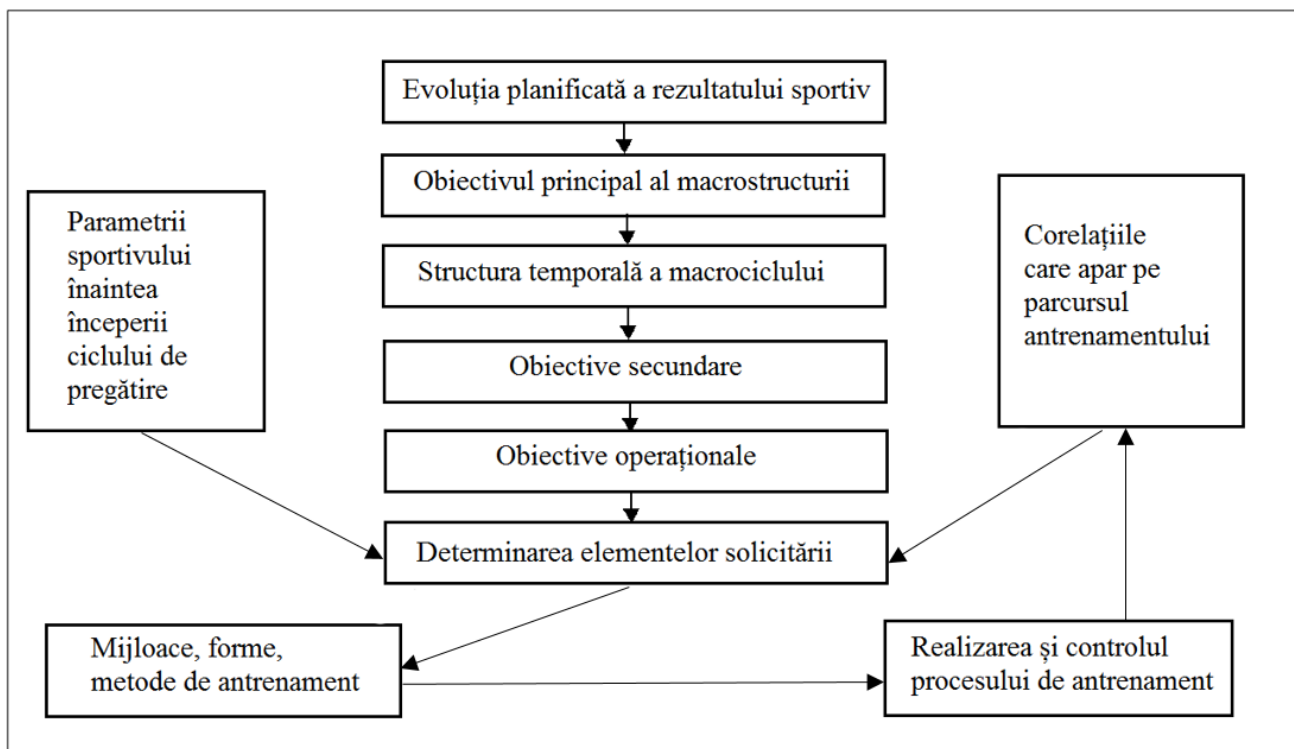 Evoluția planificată a rezultatului sportiv
Obiectivul principal al macrostructurii
Parametrii
sportivului
înaintea
începerii
ciclului de
pregătire
Structura temporală a macrociclului
Corelațiile
care apar pe
parcursul
antrenamentului
Obiective secundare
Obiective operaționale
Determinarea elementelor solicitării
Mijloace, forme,
metode de antrenament
Realizarea și controlul
procesului de antrenament